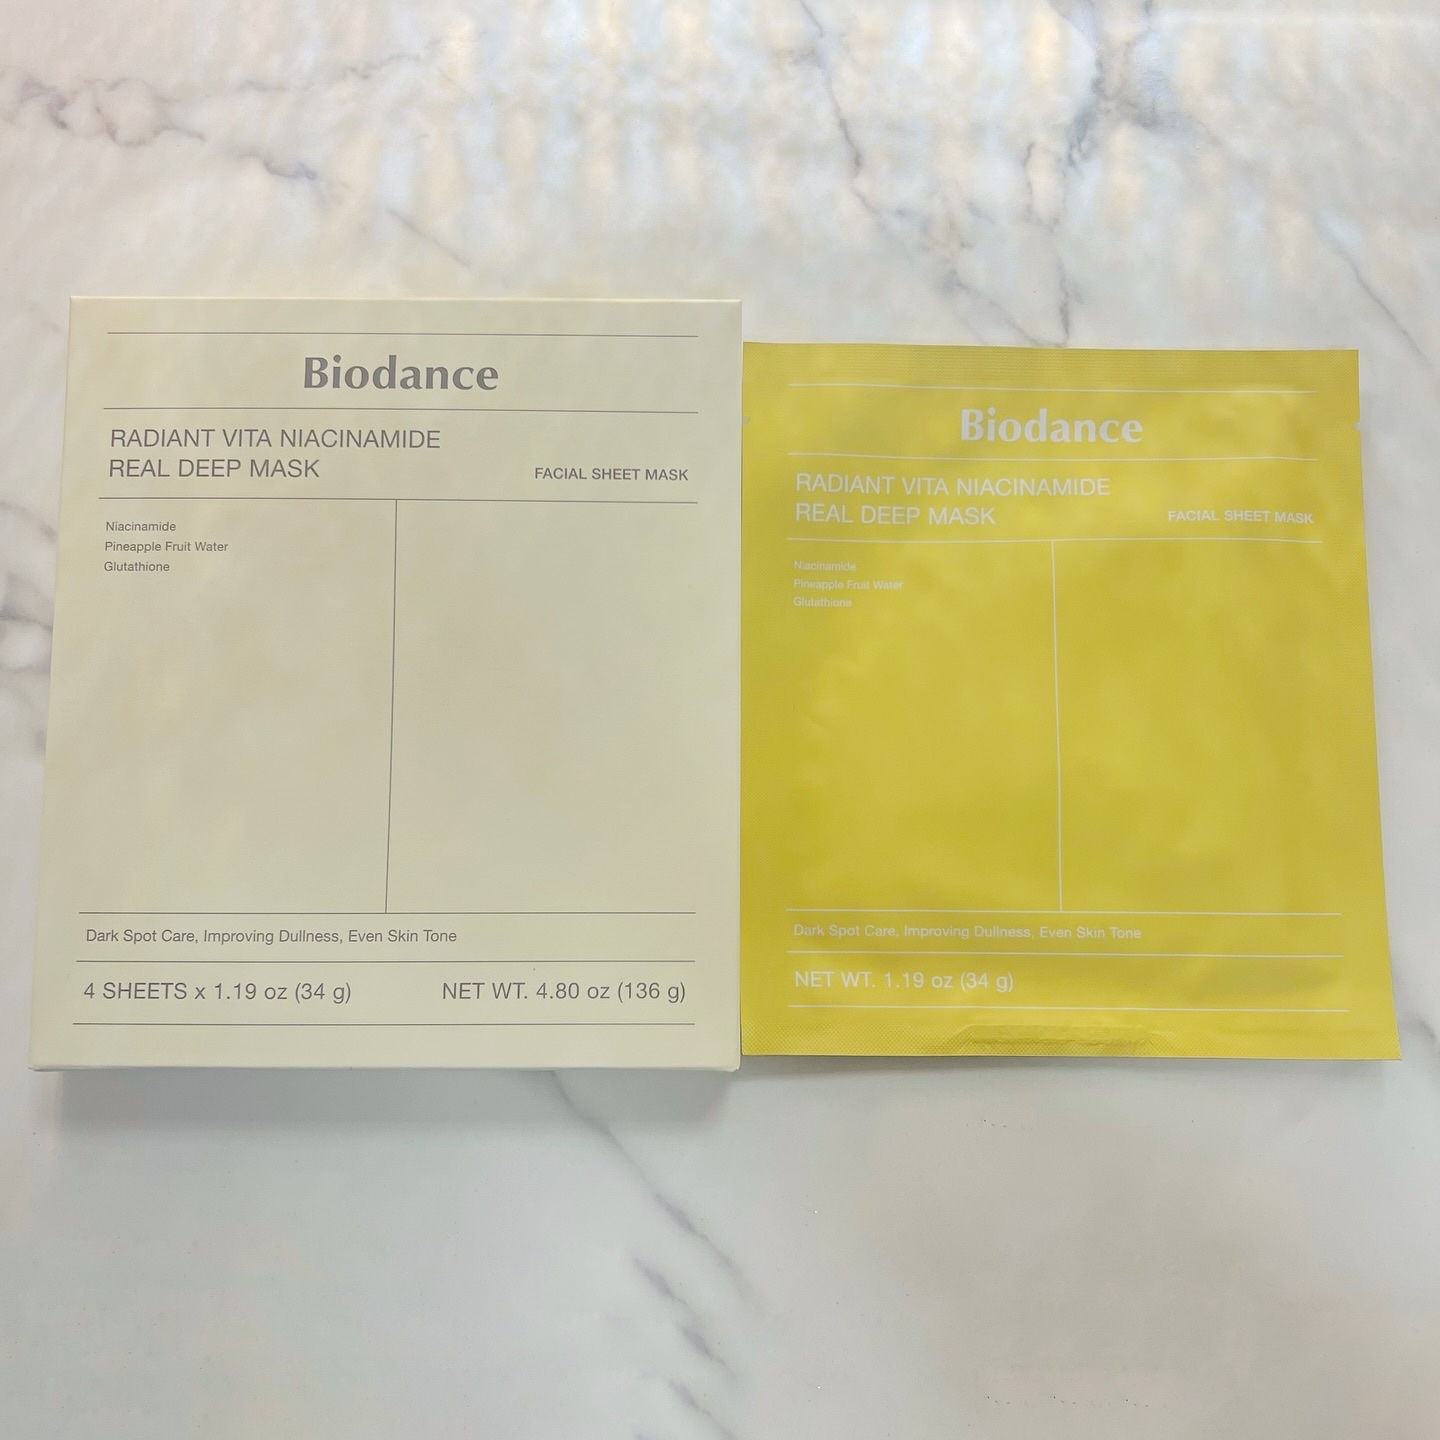 Biodance
RADIANT VITA NIACINAMIDE
REAL DEEP MASK
FACIAL SHEET MASK
Niacinamide
Pineapple Fruit Water
Glutathione
Dark Spot Care, Improving Dullness, Even Skin Tone
4 SHEETS x 1.19 oz (34 g)
NET WT. 4.80 oz (136 g)
Biodance
RADIANT VITA NIACINAMIDE
REAL DEEP MASK
FACIAL SHEET MASK
Niacinamide
Pineapple Fruit Water
Glutathione
Dark Spot Care, Improving Dullness, Even Skin Tone
NET WT. 1.19 oz (34 g)